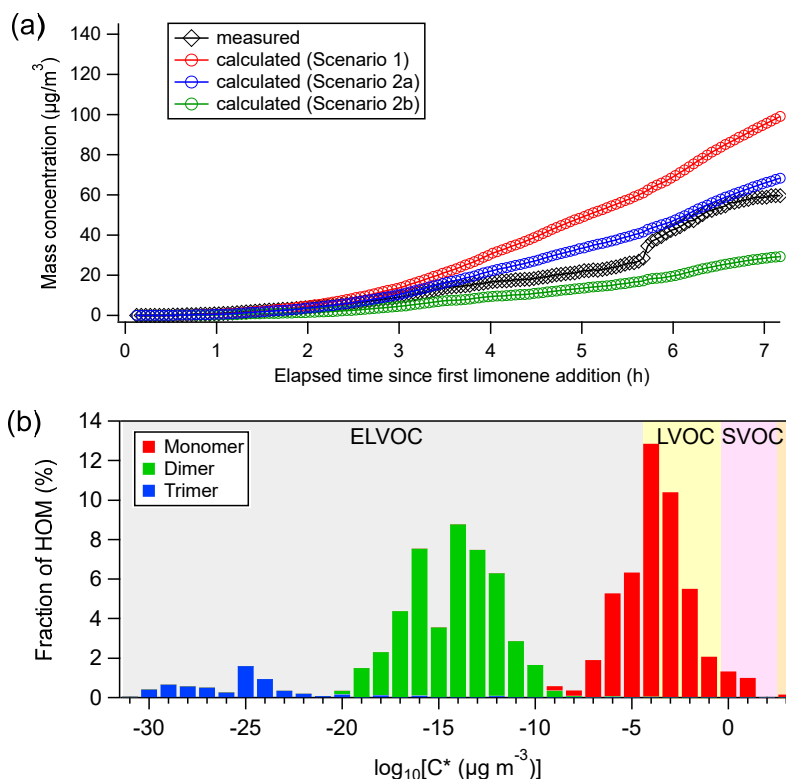 (a)
measured
calculated (Scenario 1)
calculated (Scenario 2a)
calculated (Scenario 2b)
Mass concentration (µg/m³)
140
120
100
80
60
40
20
0
0 1 2 3 4 5 6 7
Elapsed time since first limonene addition (h)
(b)
ELVOC LVOC SVOC
Monomer
Dimer
Trimer
Fraction of HOM (%)
14
12
10
8
6
4
2
0
-30 -25 -20 -15 -10 -5 0
log₁₀[C* (µg m⁻³)]